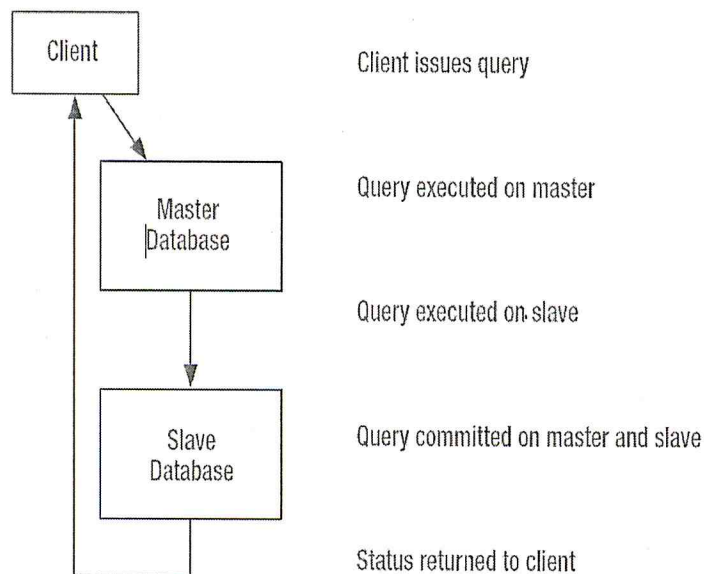 Client
Client issues query
Master
Database
Query executed on master
Query executed on slave
Slave
Database
Query committed on master and slave
Status returned to client